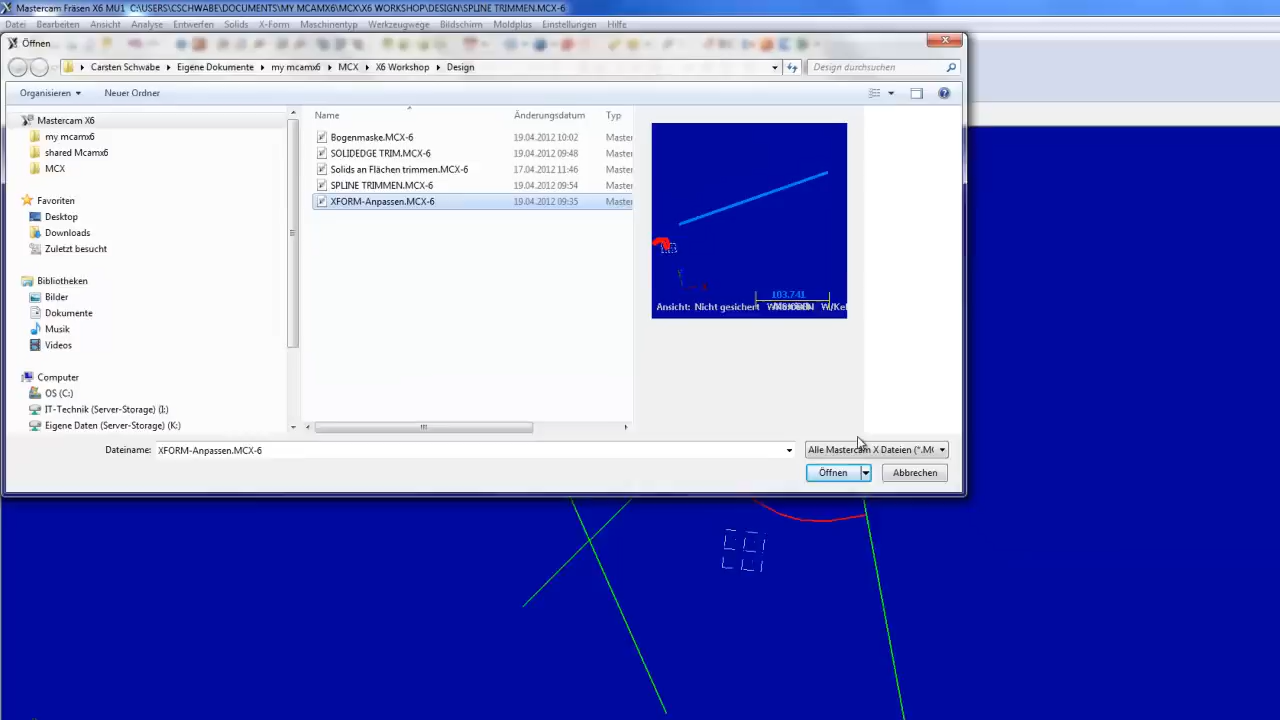 Mastercam Fräsen X6 MU1 C:\USERS\CSCHWABE\DOCUMENTS\MY MCAMX6\MCX\X6 WORKSHOP\DESIGN\SPLINE TRIMMEN.MCX-6
Datei Bearbeiten Ansicht Analyse Entwerfen Solids X-Form Maschinentyp Werkzeugwege Bildschirm Moldplus Einstellungen Hilfe
Öffnen
Carsten Schwabe Eigene Dokumente my mcamx6 MCX X6 Workshop Design
Design durchsuchen
Organisieren Neuer Ordner
Mastercam X6
my mcamx6
shared Mcamx6
MCX
Favoriten
Desktop
Downloads
Zuletzt besucht
Bibliotheken
Bilder
Dokumente
Musik
Videos
Computer
OS (C:)
IT-Technik (Server-Storage) (I:)
Eigene Daten (Server-Storage) (K:)
Name Änderungsdatum Typ
Bogenmaske.MCX-6 19.04.2012 10:02 Master
SOLIDEDGE TRIM.MCX-6 19.04.2012 09:48 Master
Solids an Flächen trimmen.MCX-6 17.04.2012 11:46 Master
SPLINE TRIMMEN.MCX-6 19.04.2012 09:54 Master
XFORM-Anpassen.MCX-6 19.04.2012 09:35 Master
103.741
Ansicht: Nicht gesichert
Dateiname: XFORM-Anpassen.MCX-6
Alle Mastercam X Dateien (*.MC
Öffnen Abbrechen